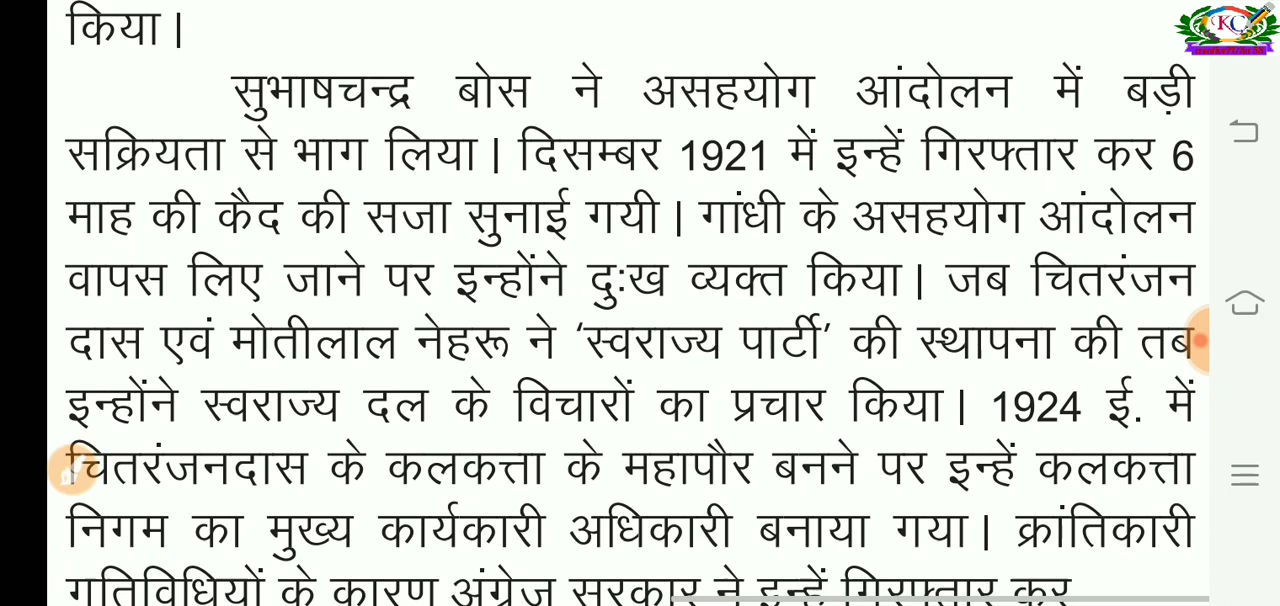 किया।
सुभाषचन्द्र बोस ने असहयोग आंदोलन में बड़ी
सक्रियता से भाग लिया। दिसम्बर 1921 में इन्हें गिरफ्तार कर 6
माह की कैद की सजा सुनाई गयी। गांधी के असहयोग आंदोलन
वापस लिए जाने पर इन्होंने दुःख व्यक्त किया। जब चितरंजन
दास एवं मोतीलाल नेहरू ने ‘स्वराज्य पार्टी’ की स्थापना की तब
इन्होंने स्वराज्य दल के विचारों का प्रचार किया। 1924 ई. में
चितरंजनदास के कलकत्ता के महापौर बनने पर इन्हें कलकत्ता
निगम का मुख्य कार्यकारी अधिकारी बनाया गया। क्रांतिकारी
गतिविधियों के कारण अंग्रेज सरकार ने इन्हें गिरफ्तार कर
KC